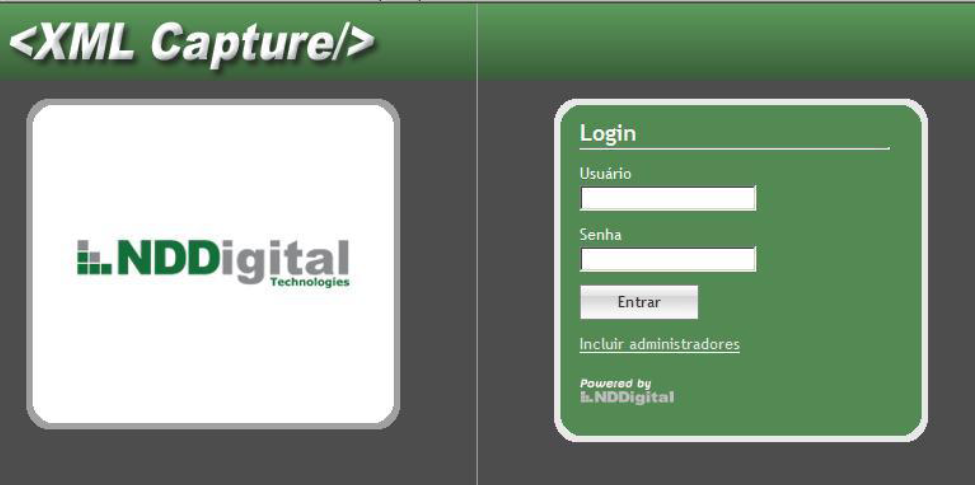 <XML Capture/>
NDDigital
Technologies
Login
Usuário
Senha
Entrar
Incluir administradores
Powered by
NDDigital